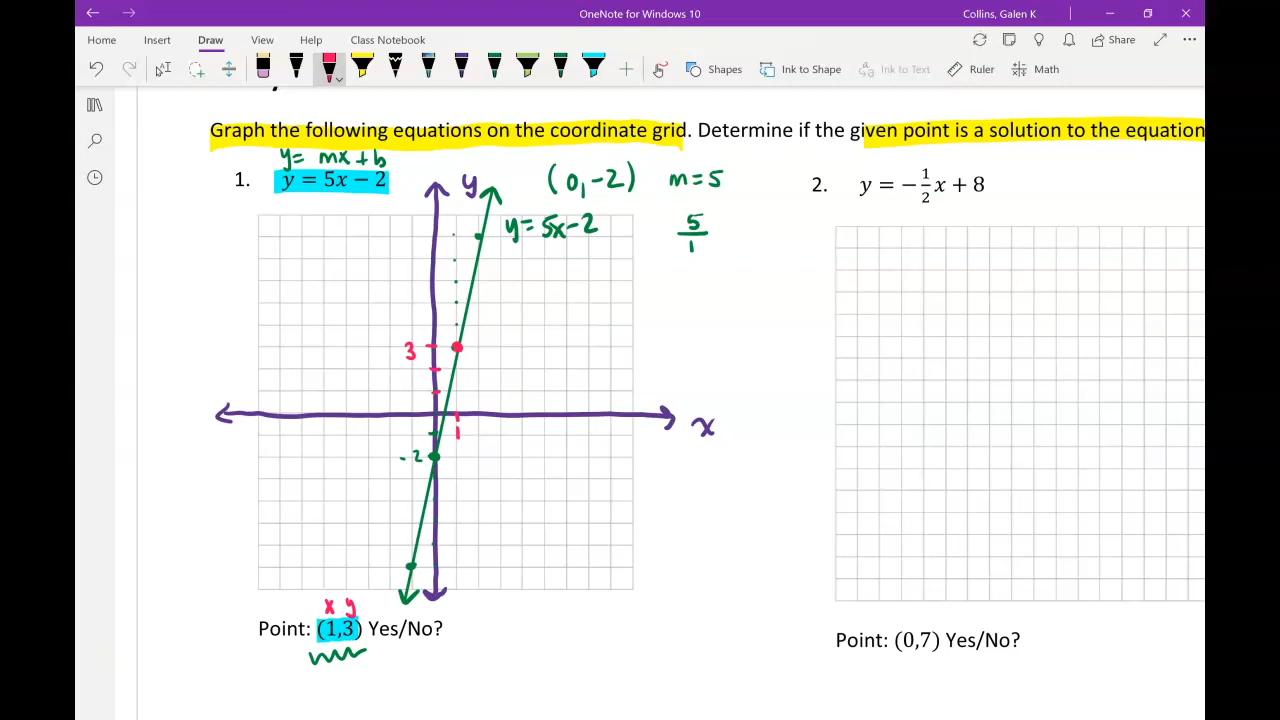 OneNote for Windows 10
Collins, Galen K
Home Insert Draw View Help Class Notebook
Share
Shapes Ink to Shape Ink to Text Ruler Math
Graph the following equations on the coordinate grid. Determine if the given point is a solution to the equation
y = mx + b
1. y = 5x − 2
(0, -2) m = 5
y = 5x - 2
5
1
y
3
1
x
- 2
x y
Point: (1,3) Yes/No?
2. y = −1/2 x + 8
Point: (0,7) Yes/No?